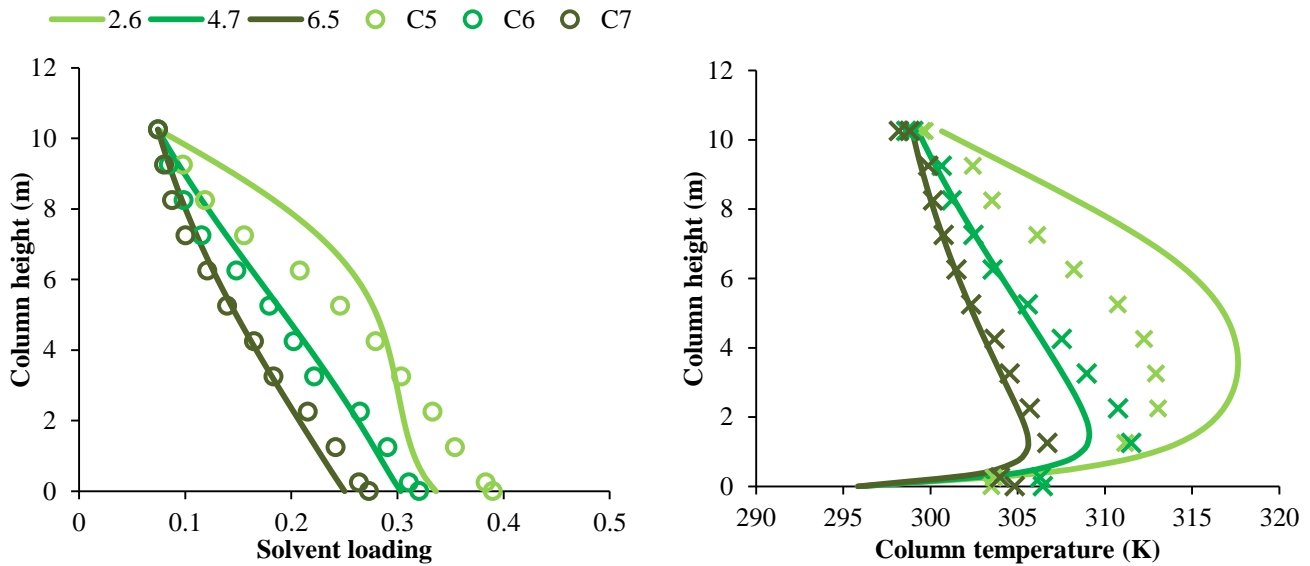 2.6 4.7 6.5 C5 C6 C7
12
10
8
6
4
2
0
Column height (m)
0 0.1 0.2 0.3 0.4 0.5
Solvent loading
12
10
8
6
4
2
0
Column height (m)
290 295 300 305 310 315 320
Column temperature (K)